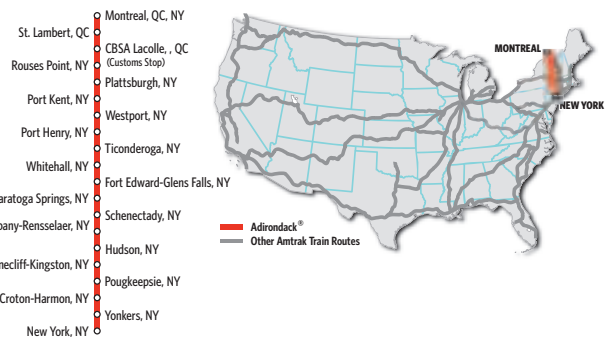 Montreal, QC, NY
St. Lambert, QC
CBSA Lacolle, , QC
(Customs Stop)
Rouses Point, NY
Plattsburgh, NY
Port Kent, NY
Westport, NY
Port Henry, NY
Ticonderoga, NY
Whitehall, NY
Fort Edward-Glens Falls, NY
aratoga Springs, NY
Schenectady, NY
bany-Rensselaer, NY
Hudson, NY
necliff-Kingston, NY
Pougkeepsie, NY
Croton-Harmon, NY
Yonkers, NY
New York, NY
MONTREAL
NEW YORK
Adirondack®
Other Amtrak Train Routes